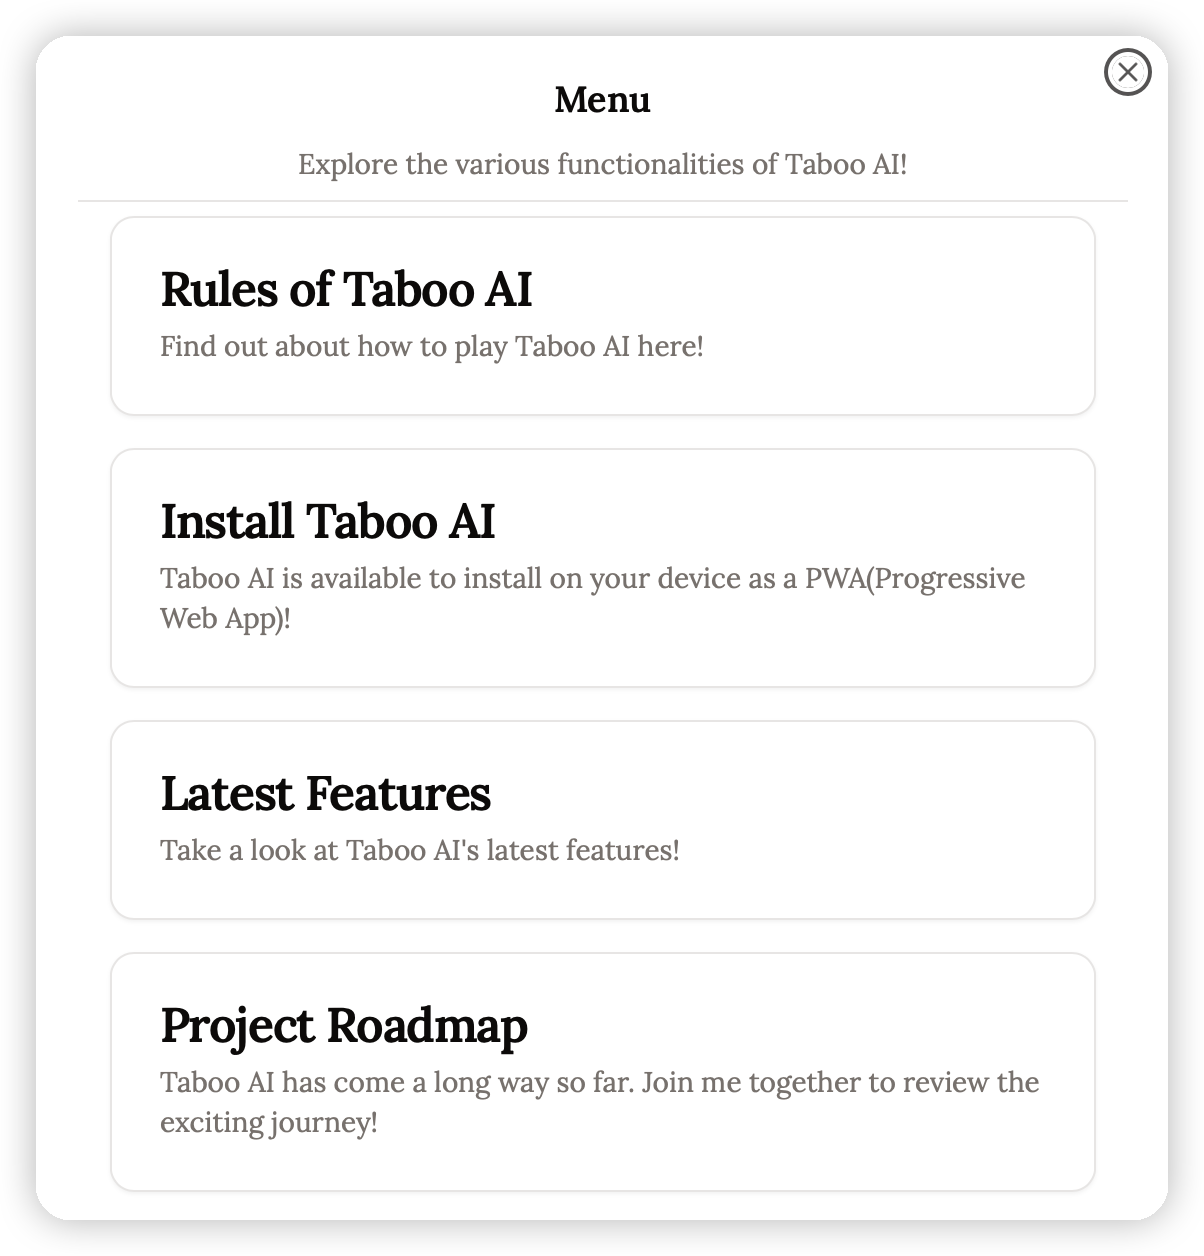 Menu
Explore the various functionalities of Taboo AI!
Rules of Taboo AI
Find out about how to play Taboo AI here!
Install Taboo AI
Taboo AI is available to install on your device as a PWA(Progressive
Web App)!
Latest Features
Take a look at Taboo AI's latest features!
Project Roadmap
Taboo AI has come a long way so far. Join me together to review the
exciting journey!